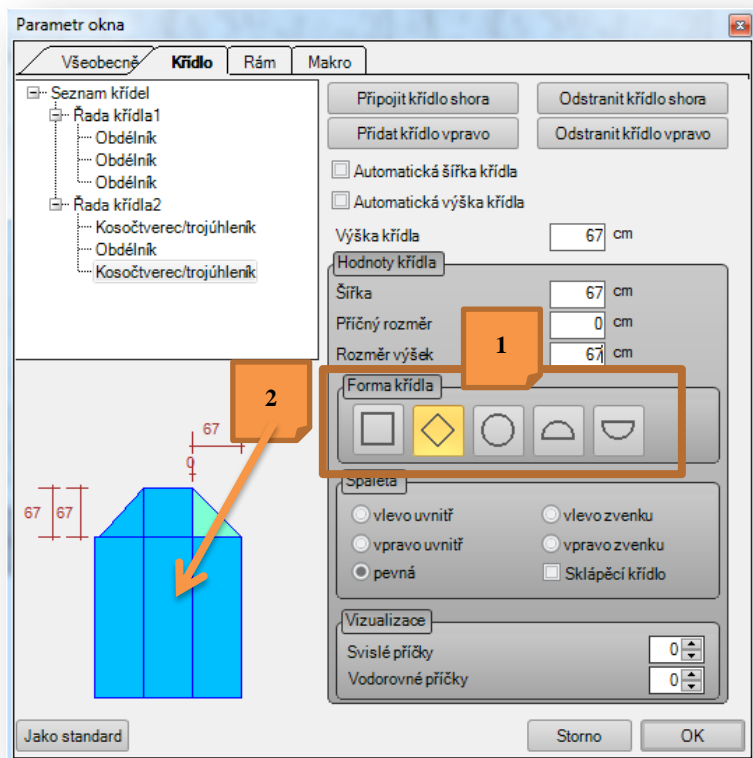 Parametr okna
Všeobecně Křídlo Rám Makro
Seznam křídel
Řada křídla1
Obdélník
Obdélník
Obdélník
Řada křídla2
Kosočtverec/trojúhleník
Obdélník
Kosočtverec/trojúhleník
Připojit křídlo shora Odstranit křídlo shora
Přidat křídlo vpravo Odstranit křídlo vpravo
Automatická šířka křídla
Automatická výška křídla
Výška křídla 67 cm
Hodnoty křídla
Šířka 67 cm
Příčný rozměr 0 cm
Rozměr výšek 67 cm
1
Forma křídla
2
67
0
67 67
Špaleta
vlevo uvnitř vlevo zvenku
vpravo uvnitř vpravo zvenku
pevná Sklápěcí křídlo
Vizualizace
Svislé příčky 0
Vodorovné příčky 0
Jako standard Storno OK